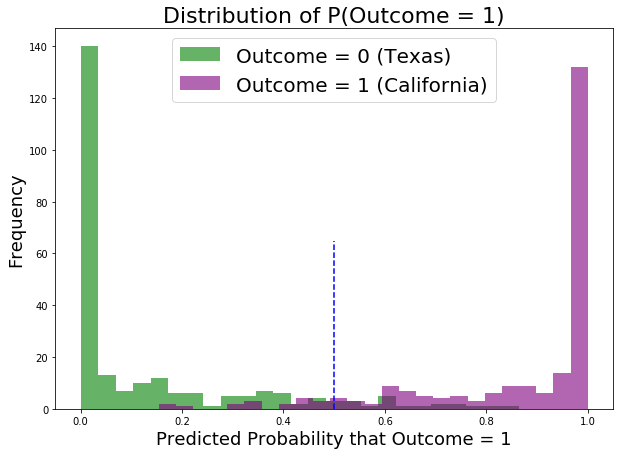 Distribution of P(Outcome = 1)
Outcome = 0 (Texas)
Outcome = 1 (California)
Frequency
140
120
100
80
60
40
20
0
0.0 0.2 0.4 0.6 0.8 1.0
Predicted Probability that Outcome = 1